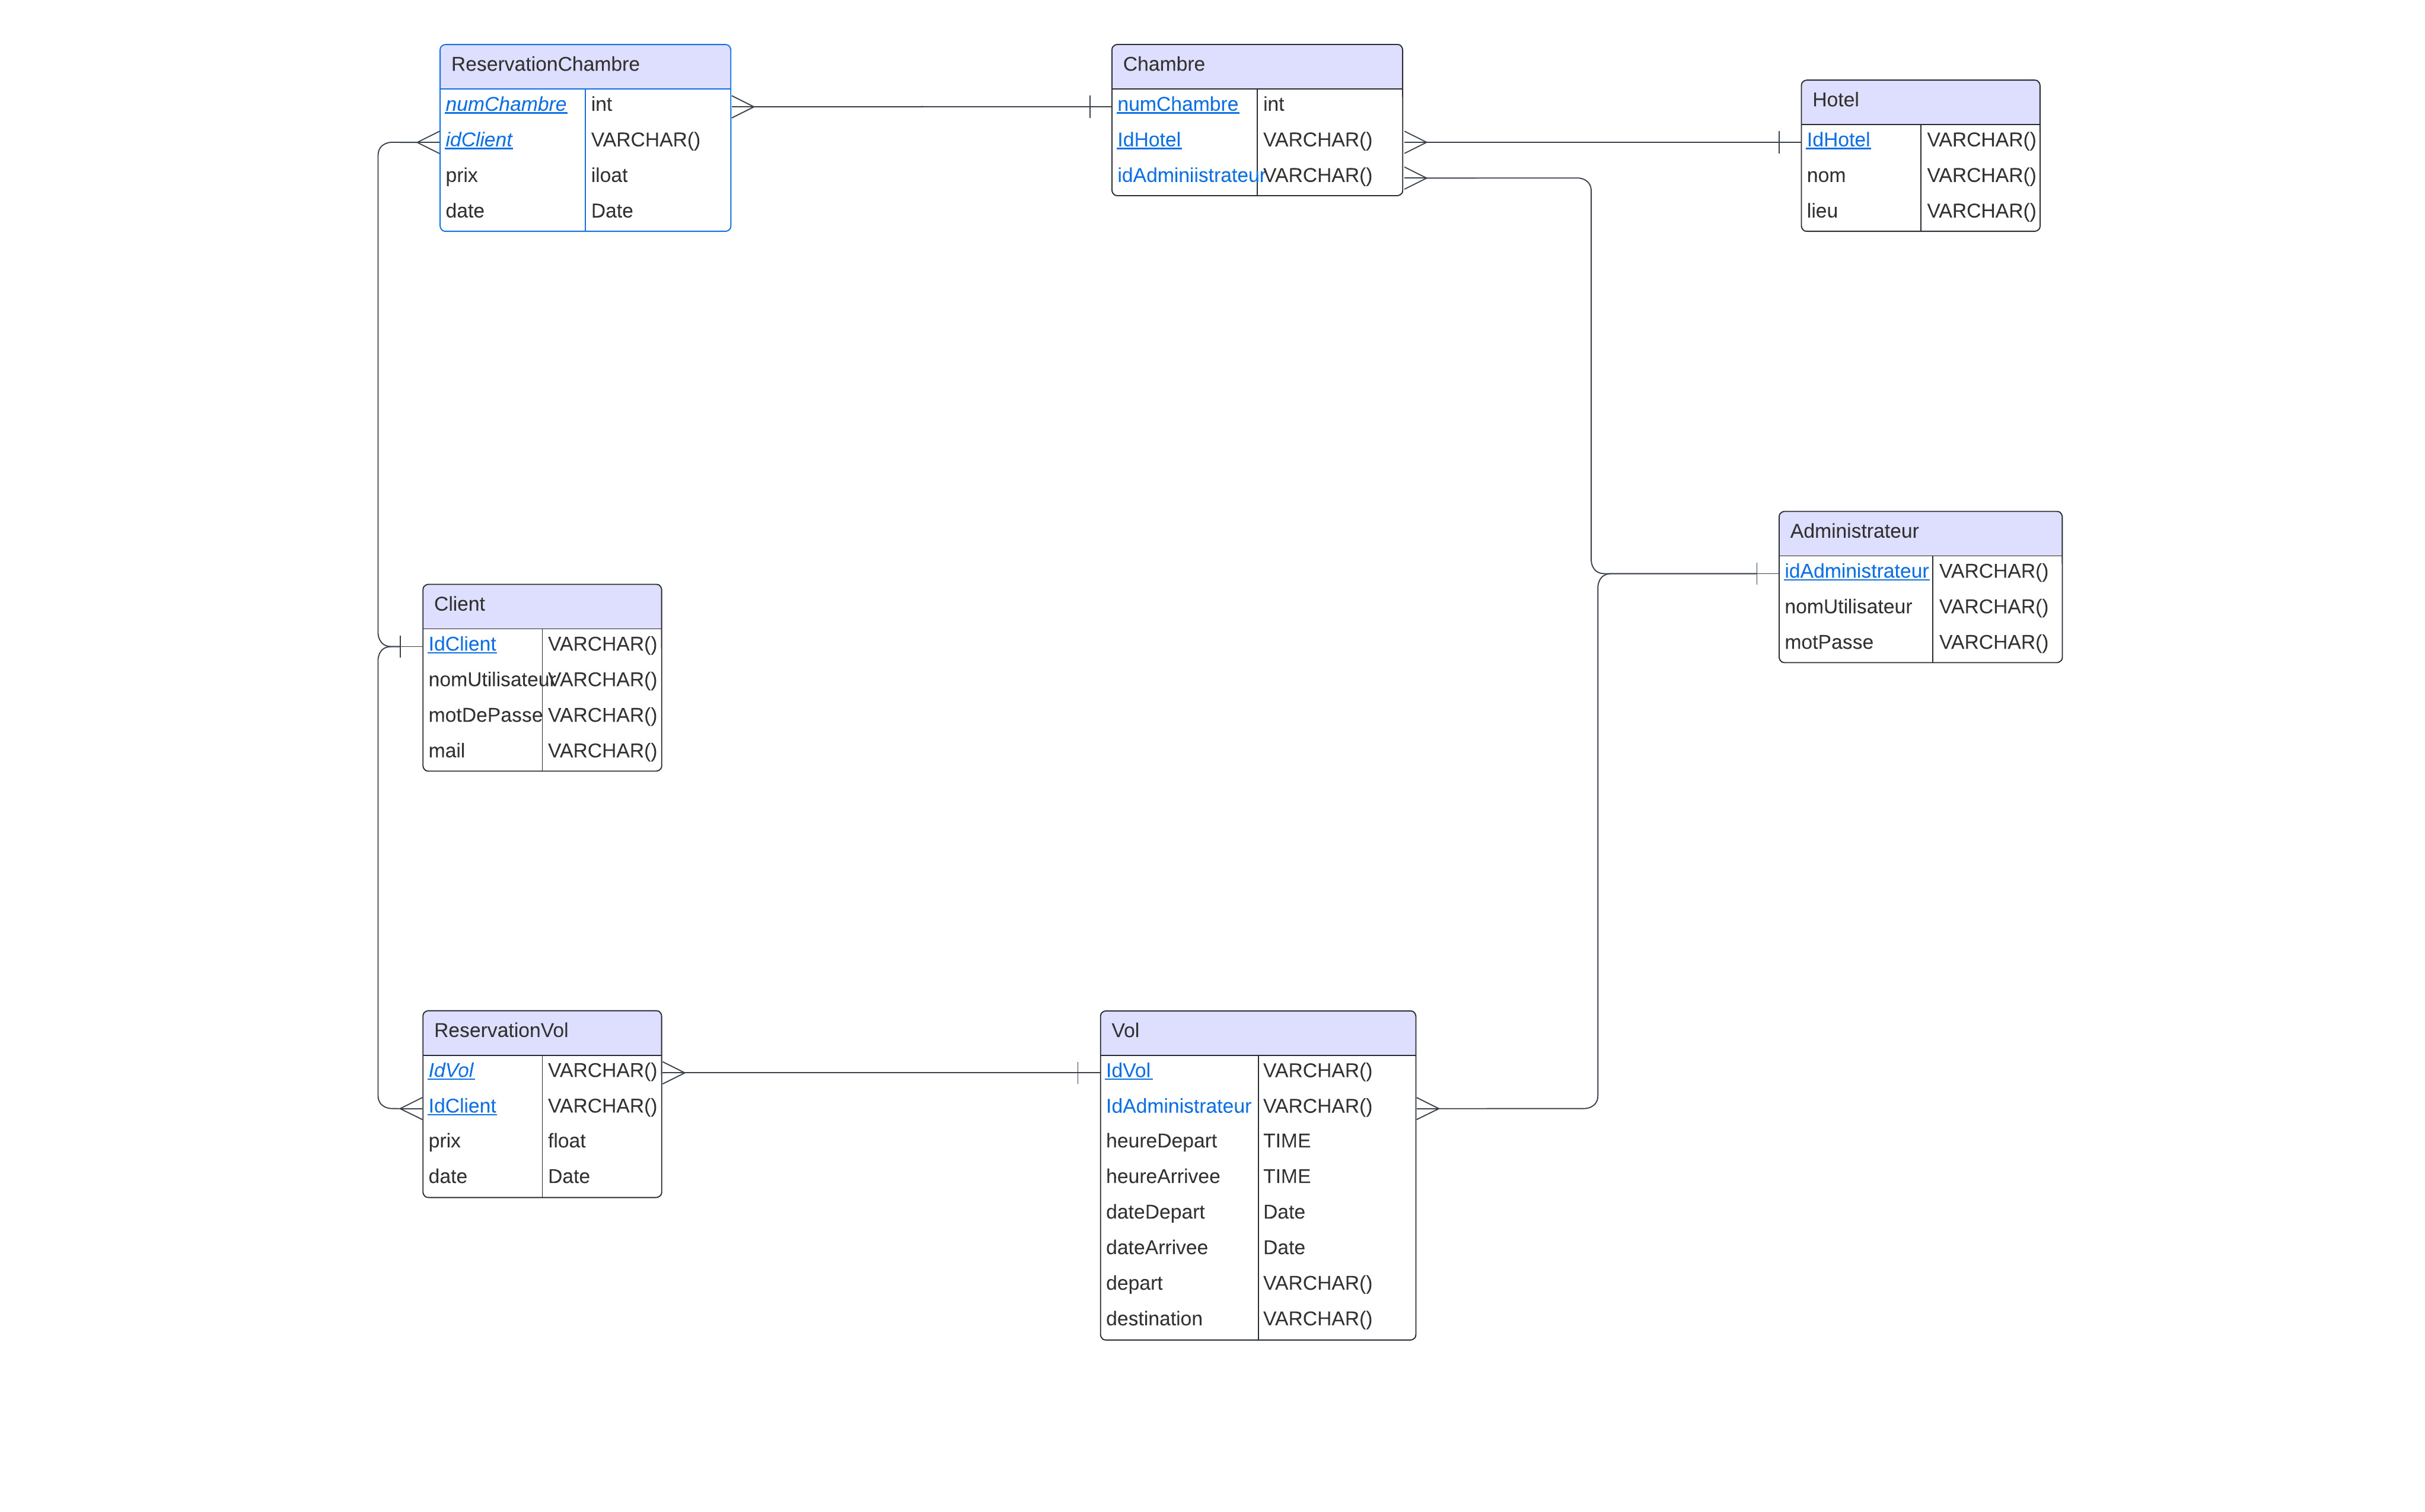 ReservationChambre
numChambre int
idClient VARCHAR()
prix iloat
date Date
Chambre
numChambre int
IdHotel VARCHAR()
idAdminiistrateur VARCHAR()
Hotel
IdHotel VARCHAR()
nom VARCHAR()
lieu VARCHAR()
Administrateur
idAdministrateur VARCHAR()
nomUtilisateur VARCHAR()
motPasse VARCHAR()
Client
IdClient VARCHAR()
nomUtilisateur VARCHAR()
motDePasse VARCHAR()
mail VARCHAR()
ReservationVol
IdVol VARCHAR()
IdClient VARCHAR()
prix float
date Date
Vol
IdVol VARCHAR()
IdAdministrateur VARCHAR()
heureDepart TIME
heureArrivee TIME
dateDepart Date
dateArrivee Date
depart VARCHAR()
destination VARCHAR()